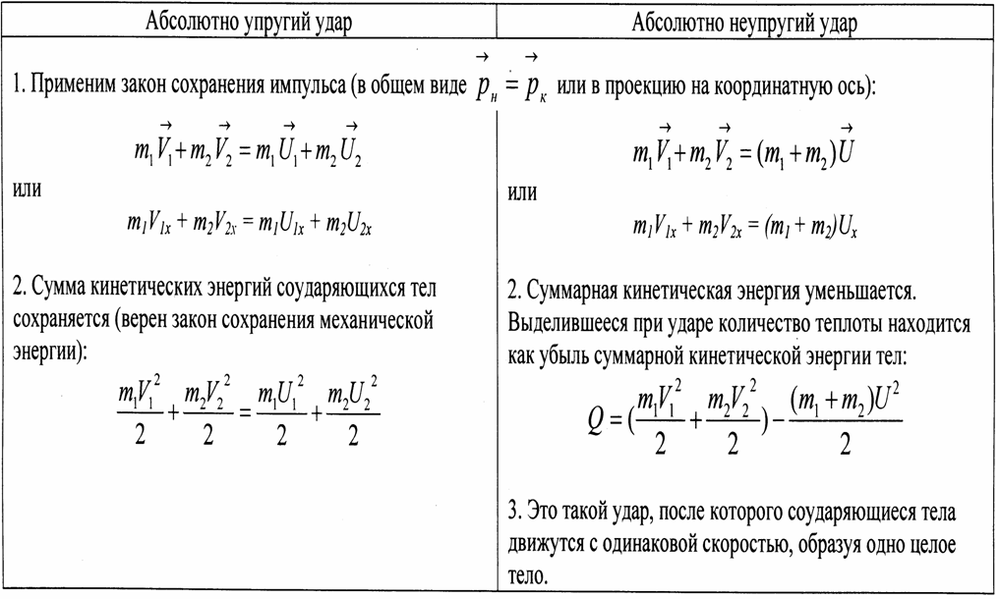 Абсолютно упругий удар
Абсолютно неупругий удар
1. Применим закон сохранения импульса (в общем виде $\vec{p}_н = \vec{p}_к$ или в проекцию на координатную ось):
$m_1\vec{V}_1 + m_2\vec{V}_2 = m_1\vec{U}_1 + m_2\vec{U}_2$
или
$m_1V_{1x} + m_2V_{2x} = m_1U_{1x} + m_2U_{2x}$
2. Сумма кинетических энергий соударяющихся тел
сохраняется (верен закон сохранения механической
энергии):
$\frac{m_1V_1^2}{2} + \frac{m_2V_2^2}{2} = \frac{m_1U_1^2}{2} + \frac{m_2U_2^2}{2}$
$m_1\vec{V}_1 + m_2\vec{V}_2 = (m_1 + m_2)\vec{U}$
или
$m_1V_{1x} + m_2V_{2x} = (m_1 + m_2)U_x$
2. Суммарная кинетическая энергия уменьшается.
Выделившееся при ударе количество теплоты находится
как убыль суммарной кинетической энергии тел:
$Q = (\frac{m_1V_1^2}{2} + \frac{m_2V_2^2}{2}) - \frac{(m_1 + m_2)U^2}{2}$
3. Это такой удар, после которого соударяющиеся тела
движутся с одинаковой скоростью, образуя одно целое
тело.